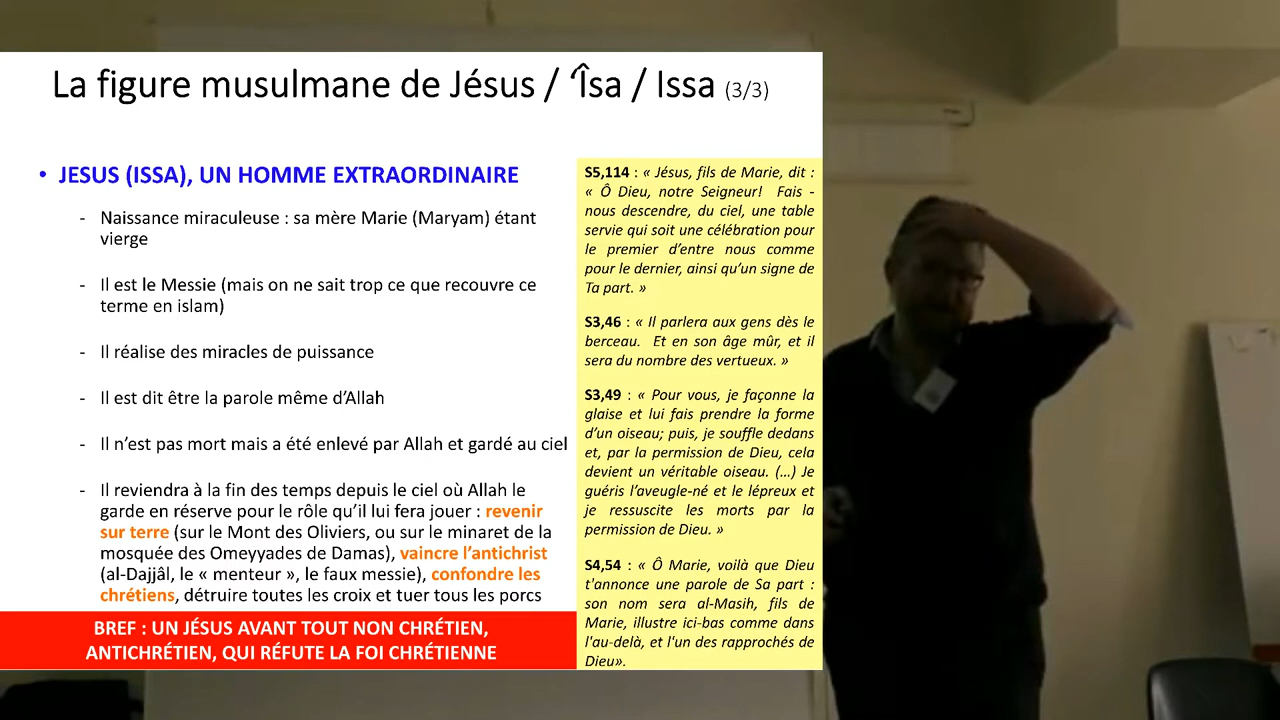 La figure musulmane de Jésus / ‘Îsa / Issa (3/3)
• JESUS (ISSA), UN HOMME EXTRAORDINAIRE
- Naissance miraculeuse : sa mère Marie (Maryam) étant
vierge
- Il est le Messie (mais on ne sait trop ce que recouvre ce
terme en islam)
- Il réalise des miracles de puissance
- Il est dit être la parole même d’Allah
- Il n’est pas mort mais a été enlevé par Allah et gardé au ciel
- Il reviendra à la fin des temps depuis le ciel où Allah le
garde en réserve pour le rôle qu’il lui fera jouer : revenir
sur terre (sur le Mont des Oliviers, ou sur le minaret de la
mosquée des Omeyyades de Damas), vaincre l’antichrist
(al-Dajjâl, le « menteur », le faux messie), confondre les
chrétiens, détruire toutes les croix et tuer tous les porcs
BREF : UN JÉSUS AVANT TOUT NON CHRÉTIEN,
ANTICHRÉTIEN, QUI RÉFUTE LA FOI CHRÉTIENNE
S5,114 : « Jésus, fils de Marie, dit :
« Ô Dieu, notre Seigneur! Fais -
nous descendre, du ciel, une table
servie qui soit une célébration pour
le premier d’entre nous comme
pour le dernier, ainsi qu’un signe de
Ta part. »
S3,46 : « Il parlera aux gens dès le
berceau. Et en son âge mûr, et il
sera du nombre des vertueux. »
S3,49 : « Pour vous, je façonne la
glaise et lui fais prendre la forme
d’un oiseau; puis, je souffle dedans
et, par la permission de Dieu, cela
devient un véritable oiseau. (…) Je
guéris l’aveugle-né et le lépreux et
je ressuscite les morts par la
permission de Dieu. »
S4,54 : « Ô Marie, voilà que Dieu
t'annonce une parole de Sa part :
son nom sera al-Masih, fils de
Marie, illustre ici-bas comme dans
l'au-delà, et l'un des rapprochés de
Dieu».